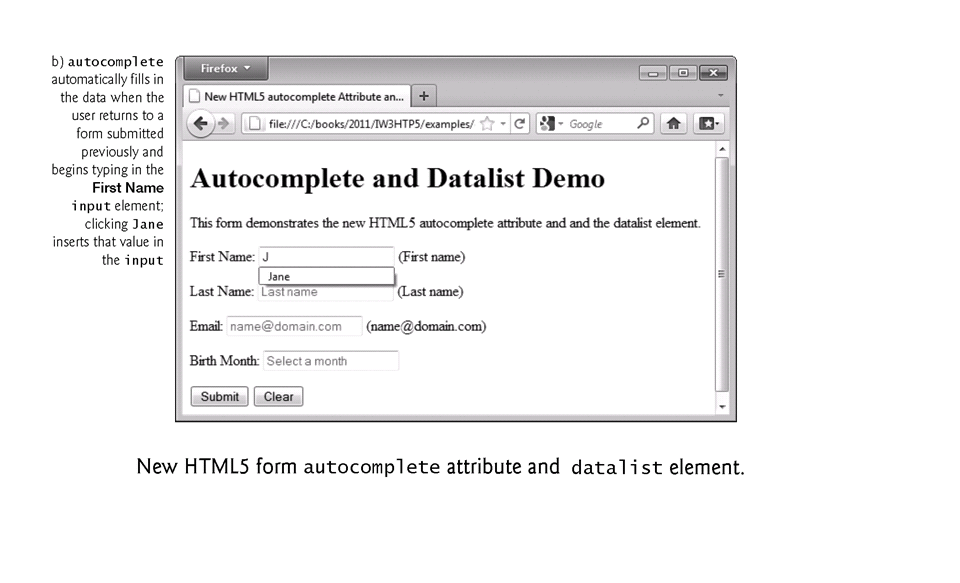 b) autocomplete
automatically fills in
the data when the
user returns to a
form submitted
previously and
begins typing in the
First Name
input element;
clicking Jane
inserts that value in
the input
Firefox
New HTML5 autocomplete Attribute an...
file:///C:/books/2011/IW3HTP5/examples/
Google
Autocomplete and Datalist Demo
This form demonstrates the new HTML5 autocomplete attribute and and the datalist element.
First Name: J (First name)
Jane
Last Name: Last name (Last name)
Email: name@domain.com (name@domain.com)
Birth Month: Select a month
Submit Clear
New HTML5 form autocomplete attribute and datalist element.